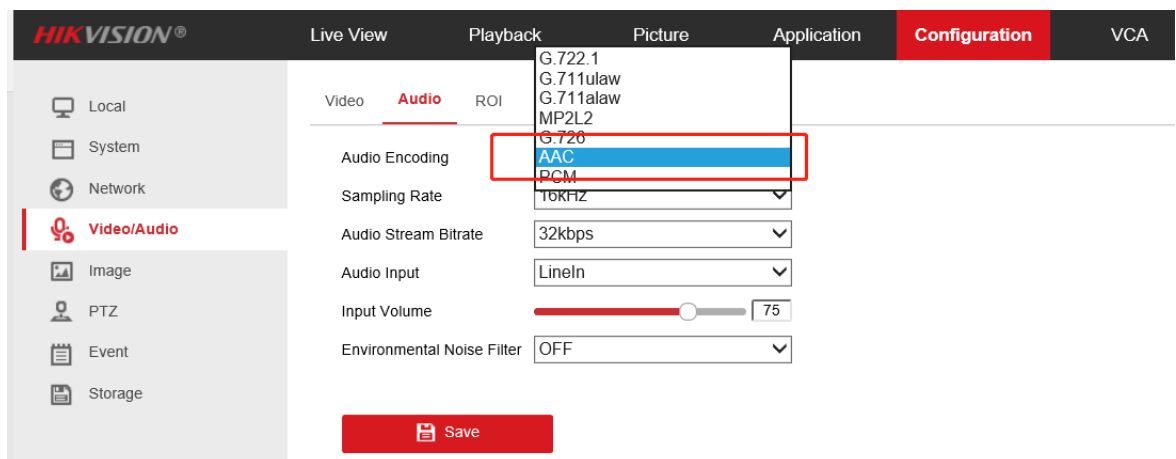 HIKVISION®
Live View Playback Picture Application Configuration VCA
Local
System
Network
Video/Audio
Image
PTZ
Event
Storage
Video Audio ROI
G.722.1
G.711ulaw
G.711alaw
MP2L2
G.726
AAC
PCM
Audio Encoding
Sampling Rate 16kHz
Audio Stream Bitrate 32kbps
Audio Input LineIn
Input Volume 75
Environmental Noise Filter OFF
Save